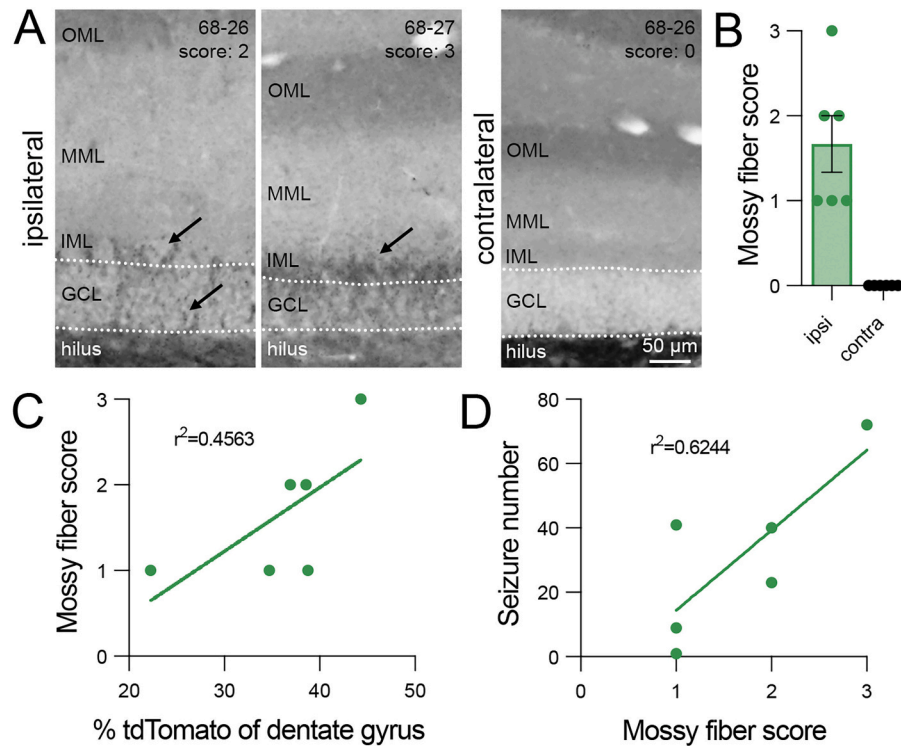 A
68-26
score: 2
68-27
score: 3
68-26
score: 0
ipsilateral
OML
MML
IML
GCL
hilus
OML
MML
IML
GCL
contralateral
OML
MML
IML
GCL
hilus
50 µm
B
Mossy fiber score
3
2
1
0
ipsi
contra
C
r²=0.4563
Mossy fiber score
3
2
1
0
20 30 40 50
% tdTomato of dentate gyrus
D
r²=0.6244
Seizure number
80
60
40
20
0
0 1 2 3
Mossy fiber score